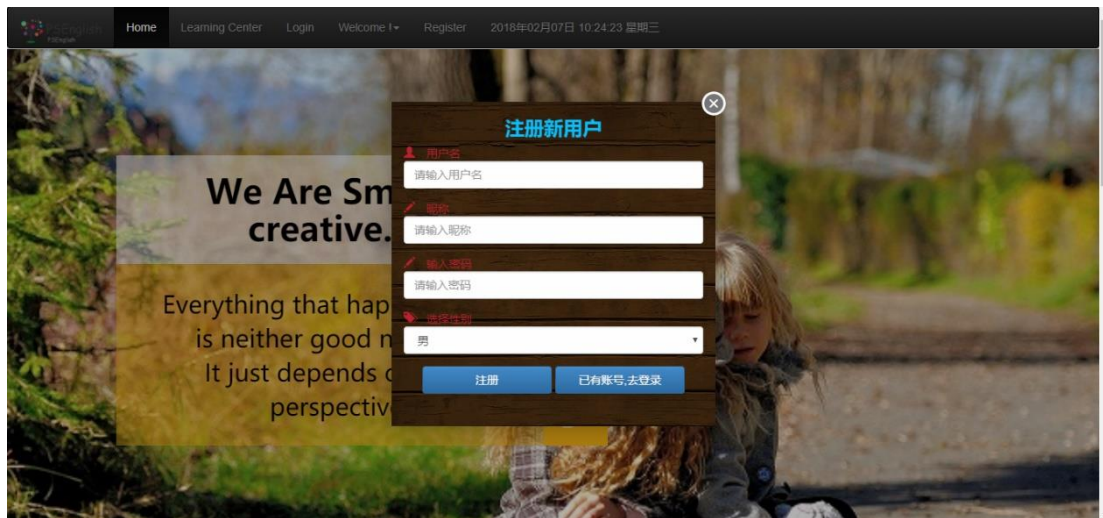 FSEnglish
FSEnglish
Home Learning Center Login Welcome ! Register 2018年02月07日 10:24:23 星期三
注册新用户
用户名
请输入用户名
昵称
请输入昵称
输入密码
请输入密码
选择性别
男
注册 已有账号,去登录
We Are Sm
creative.
Everything that hap
is neither good n
It just depends
perspectiv